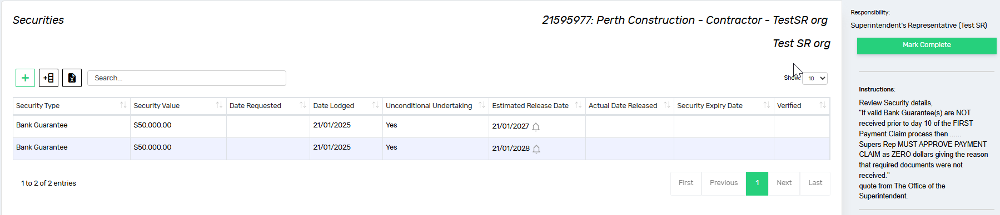 Securities
21595977: Perth Construction - Contractor - TestSR org
Test SR org
Search...
Show: 10
Security Type Security Value Date Requested Date Lodged Unconditional Undertaking Estimated Release Date Actual Date Released Security Expiry Date Verified
Bank Guarantee $50,000.00 21/01/2025 Yes 21/01/2027
Bank Guarantee $50,000.00 21/01/2025 Yes 21/01/2028
1 to 2 of 2 entries
First Previous 1 Next Last
Responsibility:
Superintendent's Representative (Test SR)
Mark Complete
Instructions:
Review Security details,
"If valid Bank Guarantee(s) are NOT
received prior to day 10 of the FIRST
Payment Claim process then ......
Supers Rep MUST APPROVE PAYMENT
CLAIM as ZERO dollars giving the reason
that required documents were not
received."
quote from The Office of the
Superintendent.